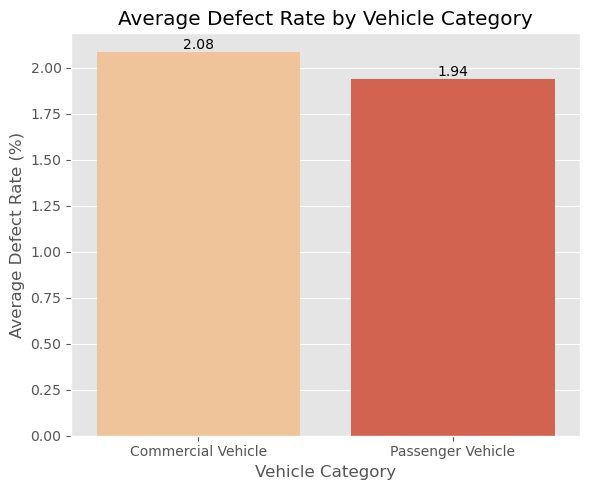 Average Defect Rate by Vehicle Category
2.08
1.94
2.00
1.75
1.50
1.25
1.00
0.75
0.50
0.25
0.00
Average Defect Rate (%)
Commercial Vehicle
Passenger Vehicle
Vehicle Category